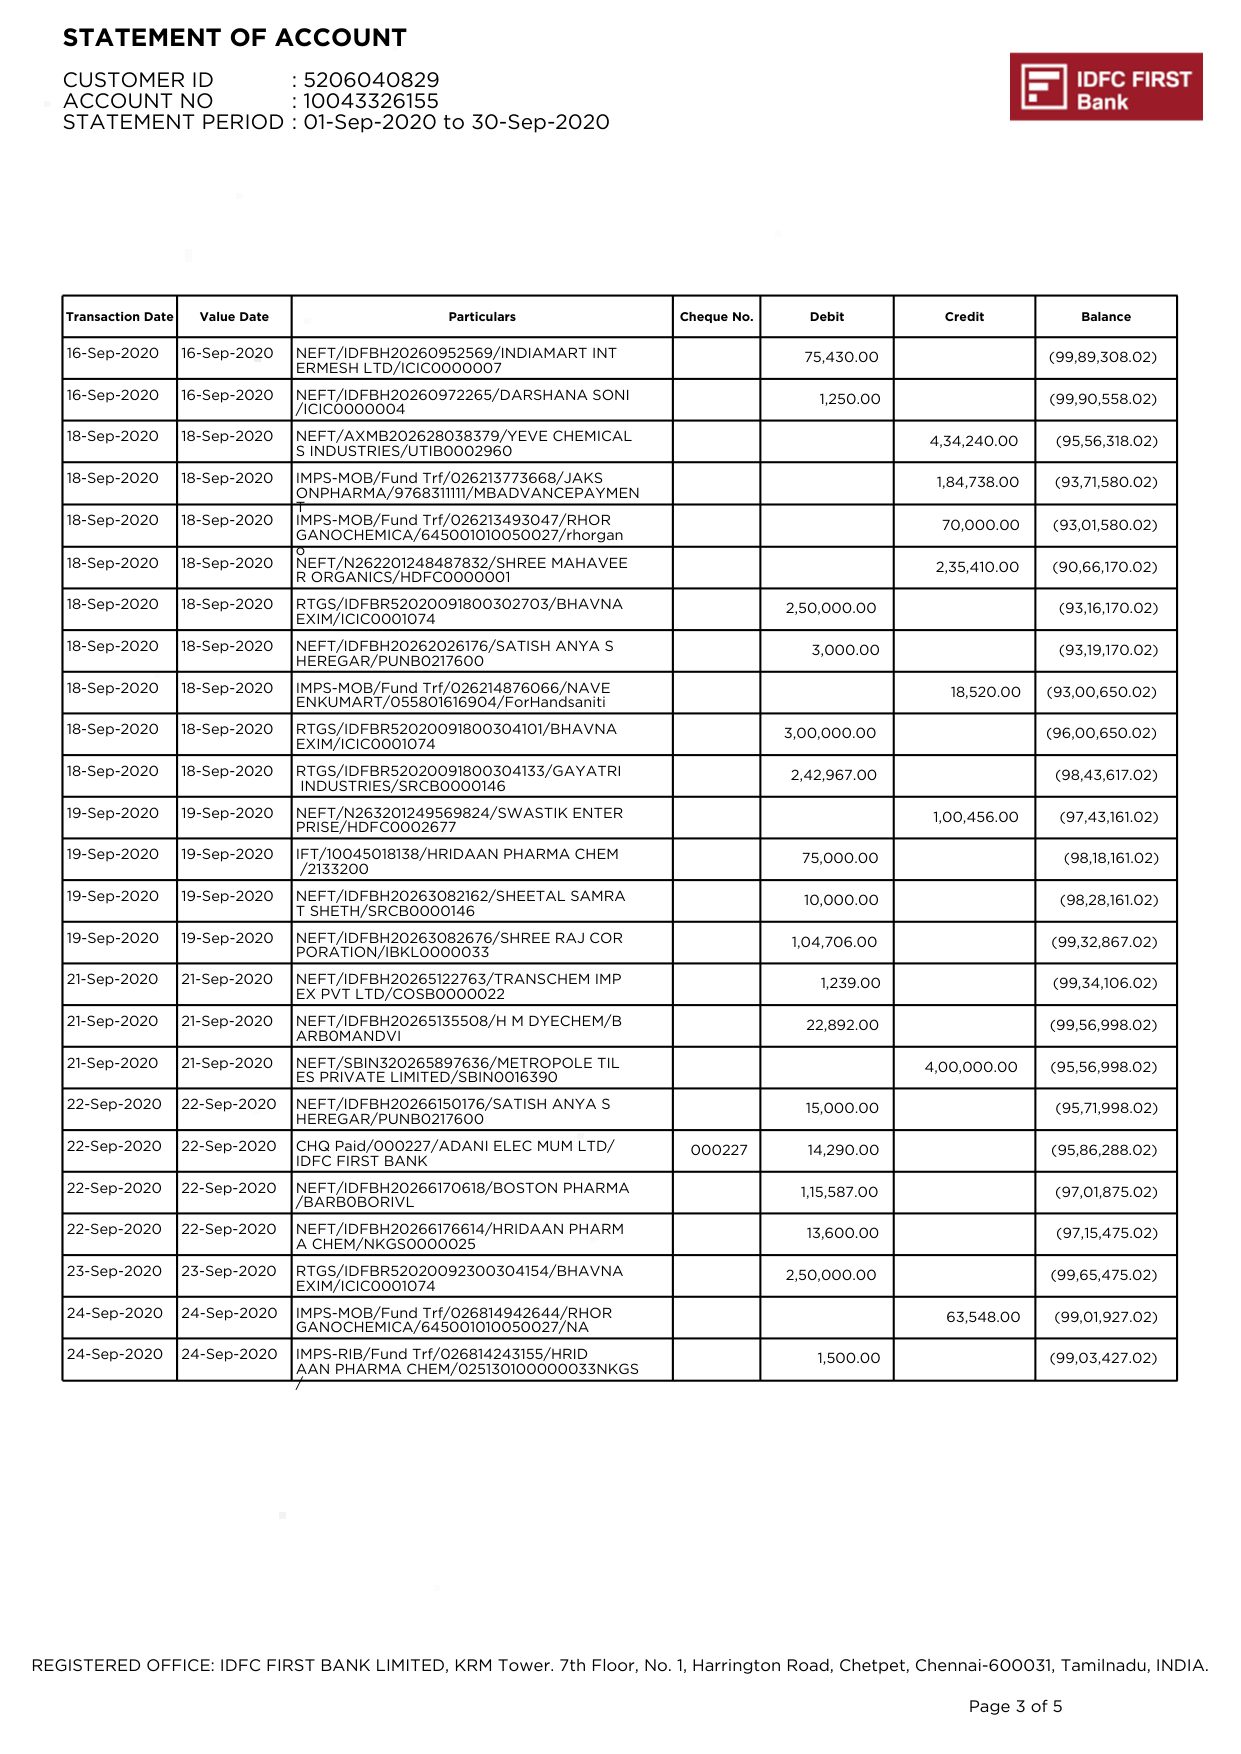 STATEMENT OF ACCOUNT
CUSTOMER ID : 5206040829
ACCOUNT NO : 10043326155
STATEMENT PERIOD : 01-Sep-2020 to 30-Sep-2020
IDFC FIRST
Bank
Transaction Date Value Date Particulars Cheque No. Debit Credit Balance
16-Sep-2020 16-Sep-2020 NEFT/IDFBH20260952569/INDIAMART INT
ERMESH LTD/ICIC0000007
75,430.00 (99,89,308.02)
16-Sep-2020 16-Sep-2020 NEFT/IDFBH20260972265/DARSHANA SONI
/ICIC0000004
1,250.00 (99,90,558.02)
18-Sep-2020 18-Sep-2020 NEFT/AXMB202628038379/YEVE CHEMICAL
S INDUSTRIES/UTIB0002960
4,34,240.00 (95,56,318.02)
18-Sep-2020 18-Sep-2020 IMPS-MOB/Fund Trf/026213773668/JAKS
ONPHARMA/9768311111/MBADVANCEPAYMEN
T
1,84,738.00 (93,71,580.02)
18-Sep-2020 18-Sep-2020 IMPS-MOB/Fund Trf/026213493047/RHOR
GANOCHEMICA/645001010050027/rhorgan
o
70,000.00 (93,01,580.02)
18-Sep-2020 18-Sep-2020 NEFT/N262201248487832/SHREE MAHAVEE
R ORGANICS/HDFC0000001
2,35,410.00 (90,66,170.02)
18-Sep-2020 18-Sep-2020 RTGS/IDFBR52020091800302703/BHAVNA
EXIM/ICIC0001074
2,50,000.00 (93,16,170.02)
18-Sep-2020 18-Sep-2020 NEFT/IDFBH20262026176/SATISH ANYA S
HEREGAR/PUNB0217600
3,000.00 (93,19,170.02)
18-Sep-2020 18-Sep-2020 IMPS-MOB/Fund Trf/026214876066/NAVE
ENKUMART/055801616904/ForHandsaniti
18,520.00 (93,00,650.02)
18-Sep-2020 18-Sep-2020 RTGS/IDFBR52020091800304101/BHAVNA
EXIM/ICIC0001074
3,00,000.00 (96,00,650.02)
18-Sep-2020 18-Sep-2020 RTGS/IDFBR52020091800304133/GAYATRI
INDUSTRIES/SRCB0000146
2,42,967.00 (98,43,617.02)
19-Sep-2020 19-Sep-2020 NEFT/N263201249569824/SWASTIK ENTER
PRISE/HDFC0002677
1,00,456.00 (97,43,161.02)
19-Sep-2020 19-Sep-2020 IFT/10045018138/HRIDAAN PHARMA CHEM
/2133200
75,000.00 (98,18,161.02)
19-Sep-2020 19-Sep-2020 NEFT/IDFBH20263082162/SHEETAL SAMRA
T SHETH/SRCB0000146
10,000.00 (98,28,161.02)
19-Sep-2020 19-Sep-2020 NEFT/IDFBH20263082676/SHREE RAJ COR
PORATION/IBKL0000033
1,04,706.00 (99,32,867.02)
21-Sep-2020 21-Sep-2020 NEFT/IDFBH20265122763/TRANSCHEM IMP
EX PVT LTD/COSB0000022
1,239.00 (99,34,106.02)
21-Sep-2020 21-Sep-2020 NEFT/IDFBH20265135508/H M DYECHEM/B
ARB0MANDVI
22,892.00 (99,56,998.02)
21-Sep-2020 21-Sep-2020 NEFT/SBIN320265897636/METROPOLE TIL
ES PRIVATE LIMITED/SBIN0016390
4,00,000.00 (95,56,998.02)
22-Sep-2020 22-Sep-2020 NEFT/IDFBH20266150176/SATISH ANYA S
HEREGAR/PUNB0217600
15,000.00 (95,71,998.02)
22-Sep-2020 22-Sep-2020 CHQ Paid/000227/ADANI ELEC MUM LTD/
IDFC FIRST BANK
000227 14,290.00 (95,86,288.02)
22-Sep-2020 22-Sep-2020 NEFT/IDFBH20266170618/BOSTON PHARMA
/BARB0BORIVL
1,15,587.00 (97,01,875.02)
22-Sep-2020 22-Sep-2020 NEFT/IDFBH20266176614/HRIDAAN PHARM
A CHEM/NKGS0000025
13,600.00 (97,15,475.02)
23-Sep-2020 23-Sep-2020 RTGS/IDFBR52020092300304154/BHAVNA
EXIM/ICIC0001074
2,50,000.00 (99,65,475.02)
24-Sep-2020 24-Sep-2020 IMPS-MOB/Fund Trf/026814942644/RHOR
GANOCHEMICA/645001010050027/NA
63,548.00 (99,01,927.02)
24-Sep-2020 24-Sep-2020 IMPS-RIB/Fund Trf/026814243155/HRID
AAN PHARMA CHEM/025130100000033NKGS
/
1,500.00 (99,03,427.02)
REGISTERED OFFICE: IDFC FIRST BANK LIMITED, KRM Tower. 7th Floor, No. 1, Harrington Road, Chetpet, Chennai-600031, Tamilnadu, INDIA.
Page 3 of 5